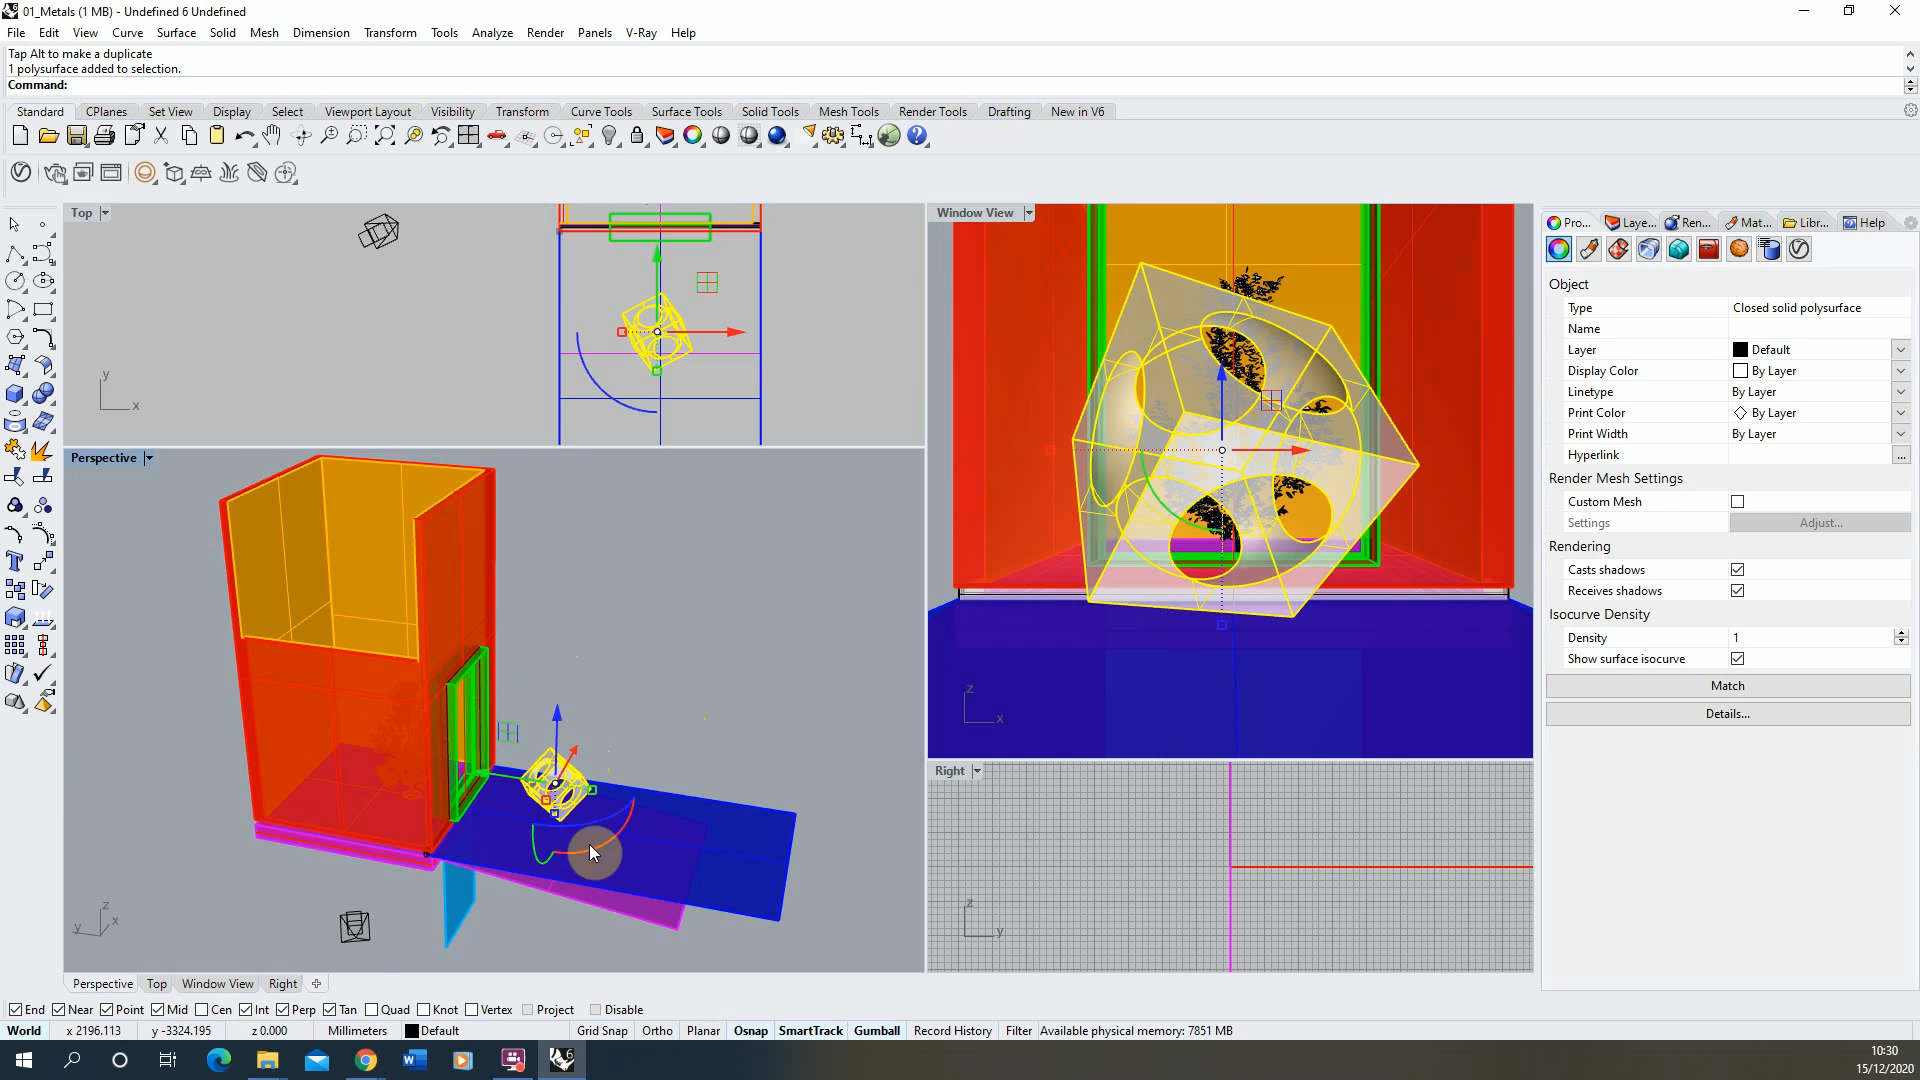 01_Metals (1 MB) - Undefined 6 Undefined
File Edit View Curve Surface Solid Mesh Dimension Transform Tools Analyze Render Panels V-Ray Help
Tap Alt to make a duplicate
1 polysurface added to selection.
Command:
Standard CPlanes Set View Display Select Viewport Layout Visibility Transform Curve Tools Surface Tools Solid Tools Mesh Tools Render Tools Drafting New in V6
Top
Window View
Pro... Laye... Ren... Mat... Libr... Help
Object
Type Closed solid polysurface
Name
Layer Default
Display Color By Layer
Linetype By Layer
Print Color By Layer
Print Width By Layer
Hyperlink ...
Render Mesh Settings
Custom Mesh
Settings Adjust...
Rendering
Casts shadows
Receives shadows
Isocurve Density
Density 1
Show surface isocurve
Match
Details...
y
x
Perspective
z
x
z
y x
Right
z
y
Perspective Top Window View Right
End Near Point Mid Cen Int Perp Tan Quad Knot Vertex Project Disable
World x 2196.113 y -3324.195 z 0.000 Millimeters Default Grid Snap Ortho Planar Osnap SmartTrack Gumball Record History Filter Available physical memory: 7851 MB
10:30
15/12/2020